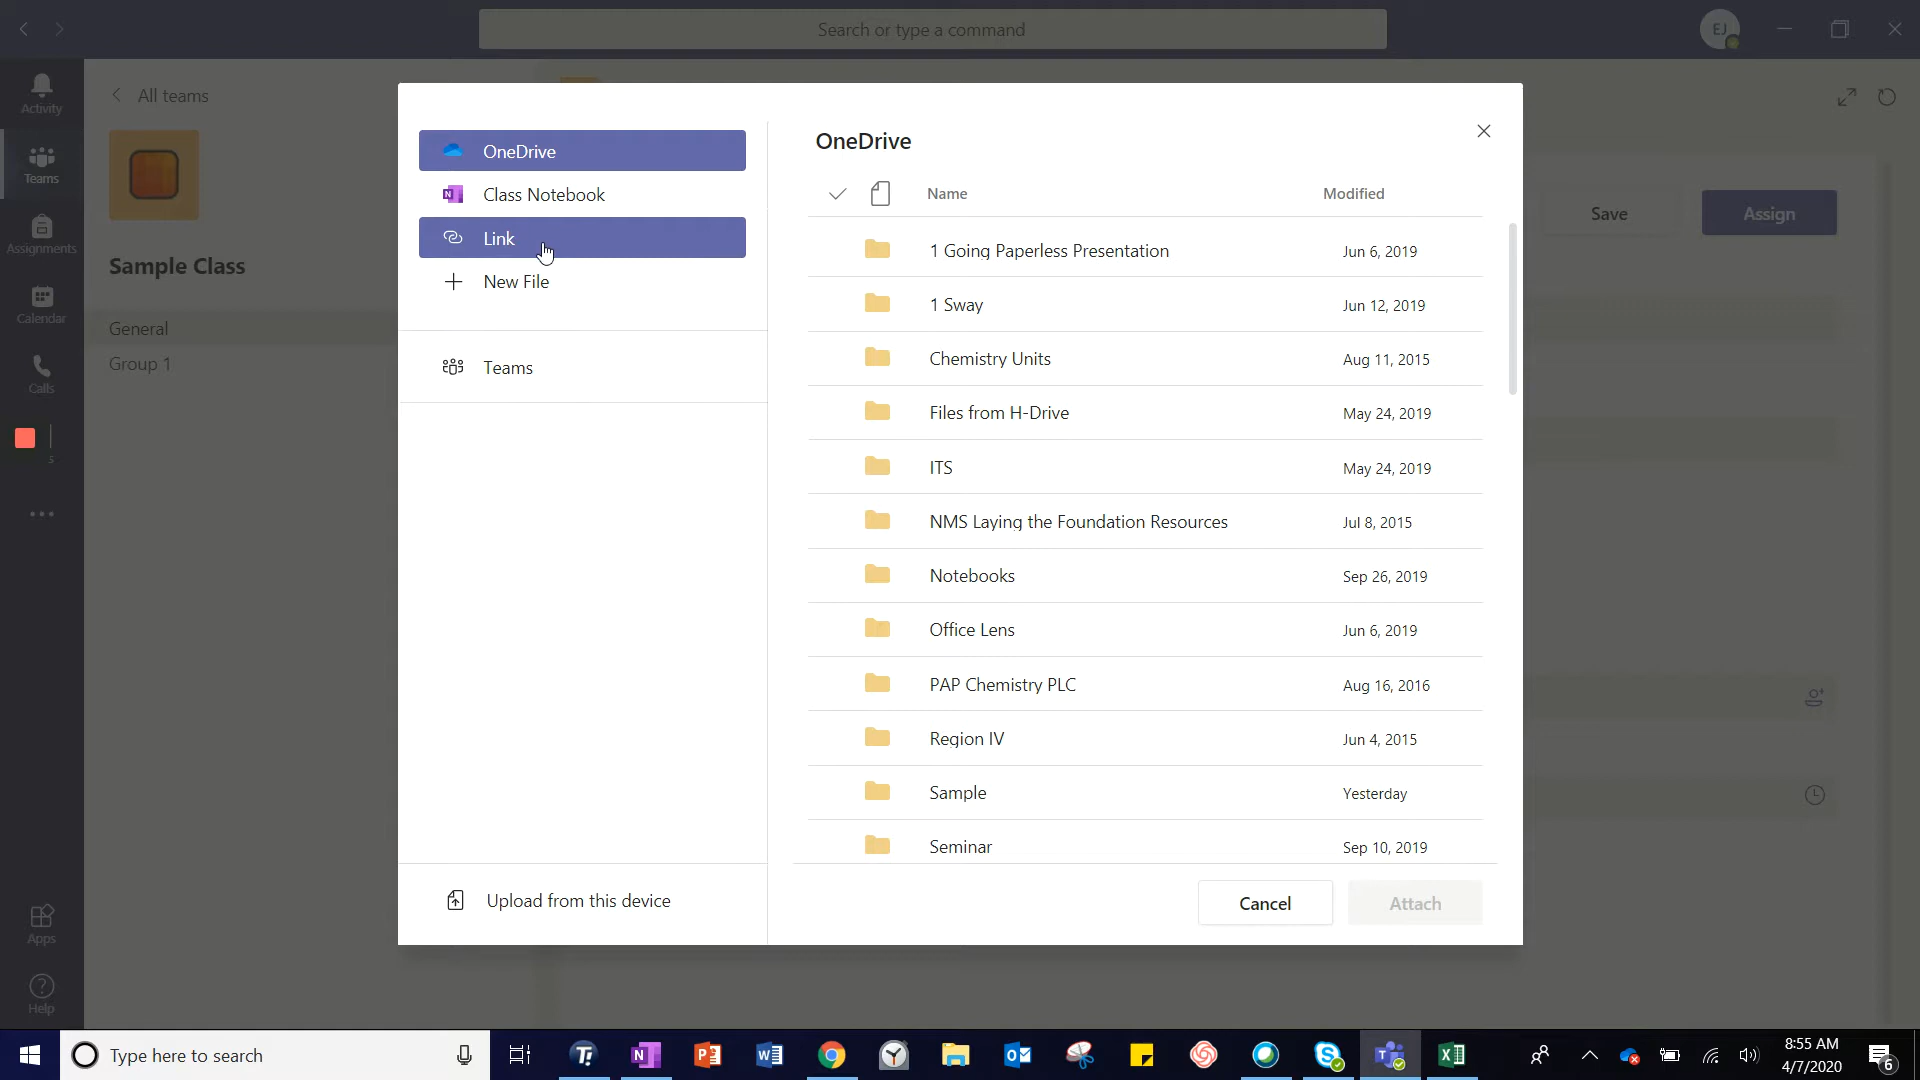 Search or type a command
EJ
Activity
Teams
Assignments
Calendar
Calls
s
Apps
Help
All teams
Sample Class
General
Group 1
OneDrive
Class Notebook
Link
New File
Teams
Upload from this device
OneDrive
Name Modified
1 Going Paperless Presentation Jun 6, 2019
1 Sway Jun 12, 2019
Chemistry Units Aug 11, 2015
Files from H-Drive May 24, 2019
ITS May 24, 2019
NMS Laying the Foundation Resources Jul 8, 2015
Notebooks Sep 26, 2019
Office Lens Jun 6, 2019
PAP Chemistry PLC Aug 16, 2016
Region IV Jun 4, 2015
Sample Yesterday
Seminar Sep 10, 2019
Cancel Attach
Save Assign
Type here to search
8:55 AM
4/7/2020
6